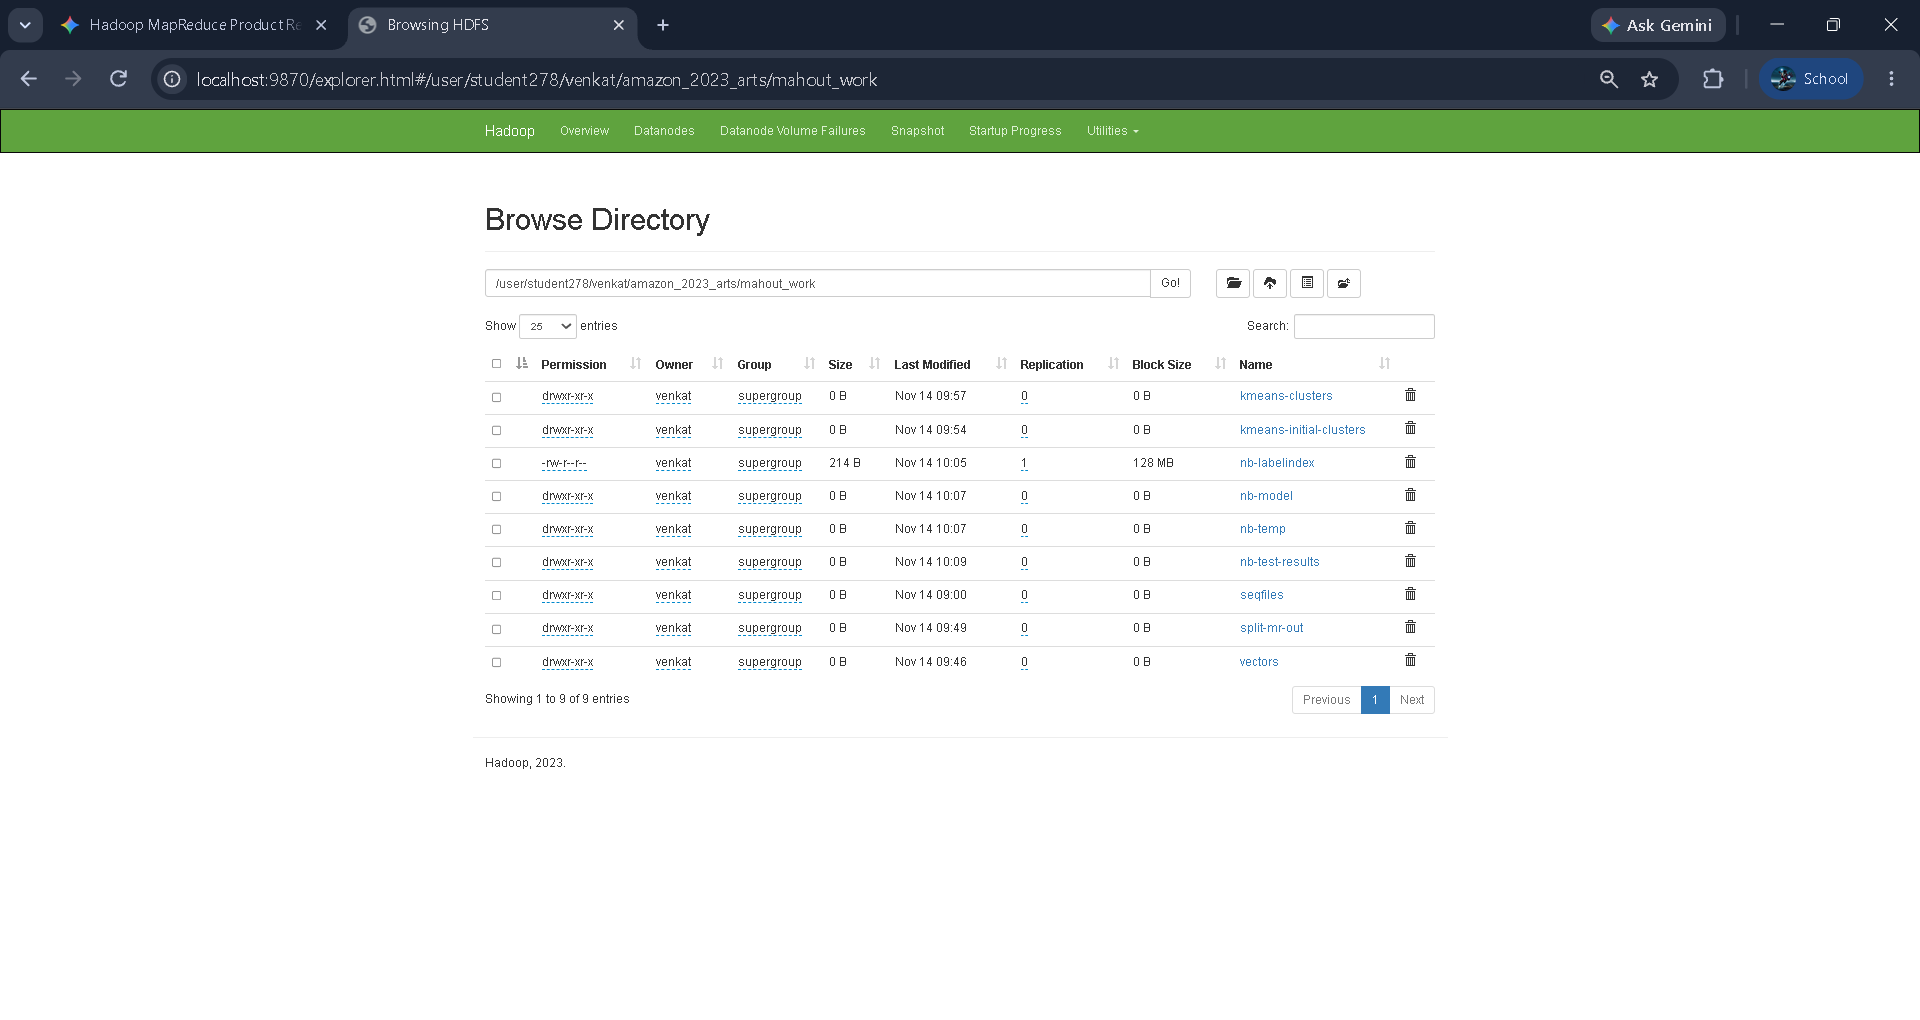 Hadoop MapReduce Product Re
Browsing HDFS
Ask Gemini
localhost:9870/explorer.html#/user/student278/venkat/amazon_2023_arts/mahout_work
School
Hadoop Overview Datanodes Datanode Volume Failures Snapshot Startup Progress Utilities
Browse Directory
/user/student278/venkat/amazon_2023_arts/mahout_work Go!
Show 25 entries Search:
Permission Owner Group Size Last Modified Replication Block Size Name
drwxr-xr-x venkat supergroup 0 B Nov 14 09:57 0 0 B kmeans-clusters
drwxr-xr-x venkat supergroup 0 B Nov 14 09:54 0 0 B kmeans-initial-clusters
-rw-r--r-- venkat supergroup 214 B Nov 14 10:05 1 128 MB nb-labelindex
drwxr-xr-x venkat supergroup 0 B Nov 14 10:07 0 0 B nb-model
drwxr-xr-x venkat supergroup 0 B Nov 14 10:07 0 0 B nb-temp
drwxr-xr-x venkat supergroup 0 B Nov 14 10:09 0 0 B nb-test-results
drwxr-xr-x venkat supergroup 0 B Nov 14 09:00 0 0 B seqfiles
drwxr-xr-x venkat supergroup 0 B Nov 14 09:49 0 0 B split-mr-out
drwxr-xr-x venkat supergroup 0 B Nov 14 09:46 0 0 B vectors
Showing 1 to 9 of 9 entries Previous 1 Next
Hadoop, 2023.